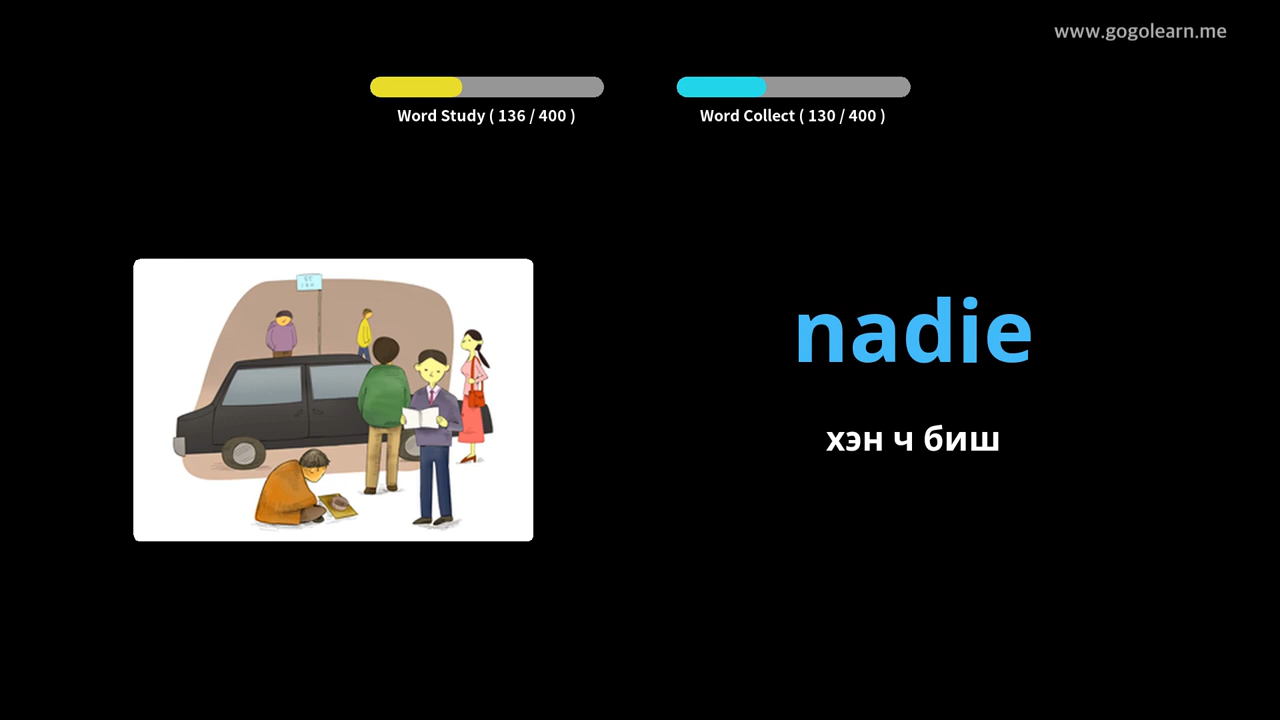 www.gogolearn.me
Word Study ( 136 / 400 )
Word Collect ( 130 / 400 )
nadie
хэн ч биш